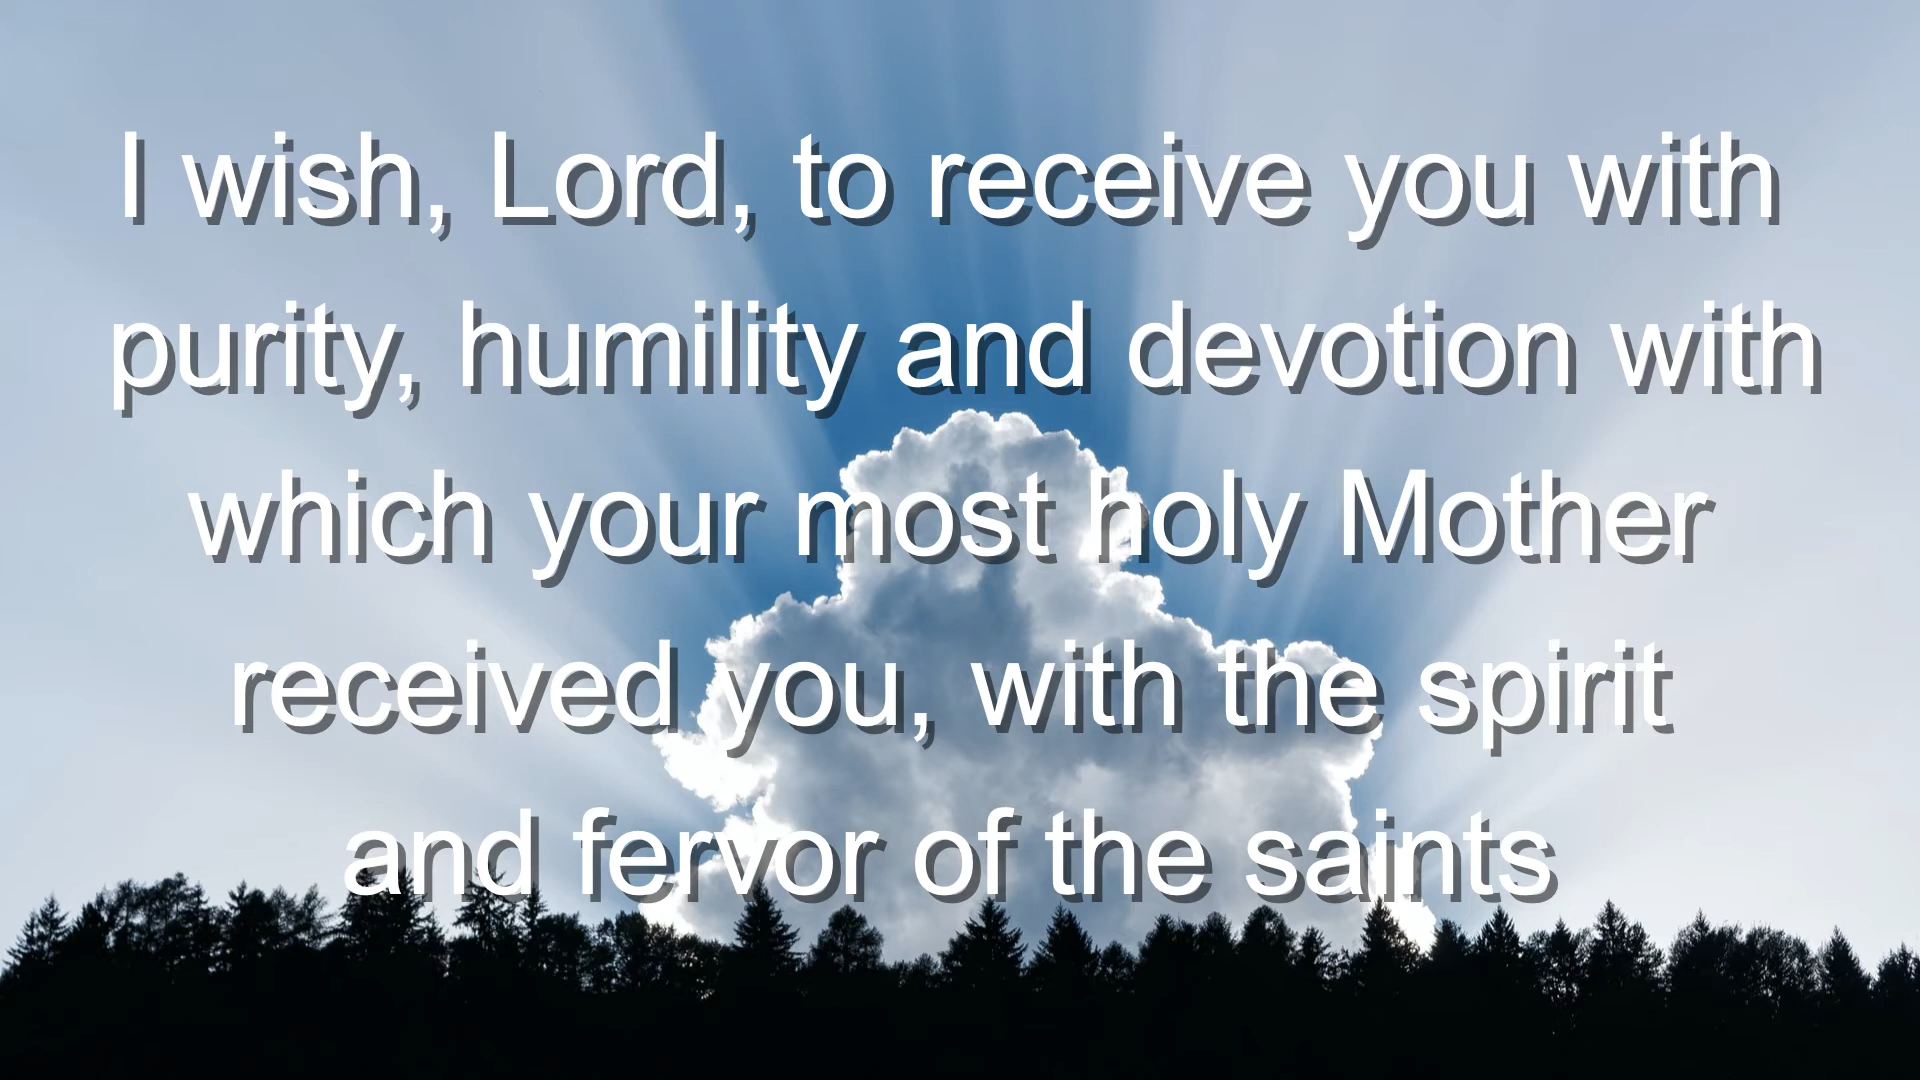 I wish, Lord, to receive you with
purity, humility and devotion with
which your most holy Mother
received you, with the spirit
and fervor of the saints